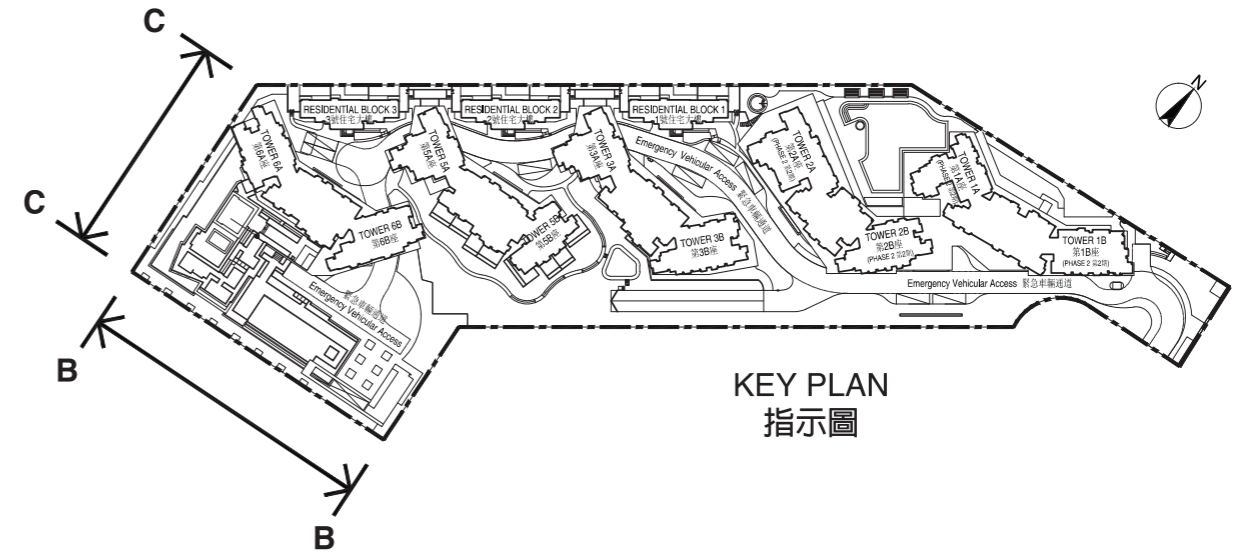 C
C
B
B
N
RESIDENTIAL BLOCK 3
3號住宅大樓
RESIDENTIAL BLOCK 2
2號住宅大樓
RESIDENTIAL BLOCK 1
1號住宅大樓
TOWER 6A
第6A座
TOWER 5A
第5A座
TOWER 3A
第3A座
TOWER 2A
第2A座
(PHASE 2 第2期)
TOWER 1A
第1A座
(PHASE 2 第2期)
Emergency Vehicular Access 緊急車輛通道
TOWER 6B
第6B座
TOWER 5B
第5B座
TOWER 3B
第3B座
TOWER 2B
第2B座
(PHASE 2 第2期)
TOWER 1B
第1B座
(PHASE 2 第2期)
緊急車輛通道
Emergency Vehicular Access
Emergency Vehicular Access 緊急車輛通道
KEY PLAN
指示圖